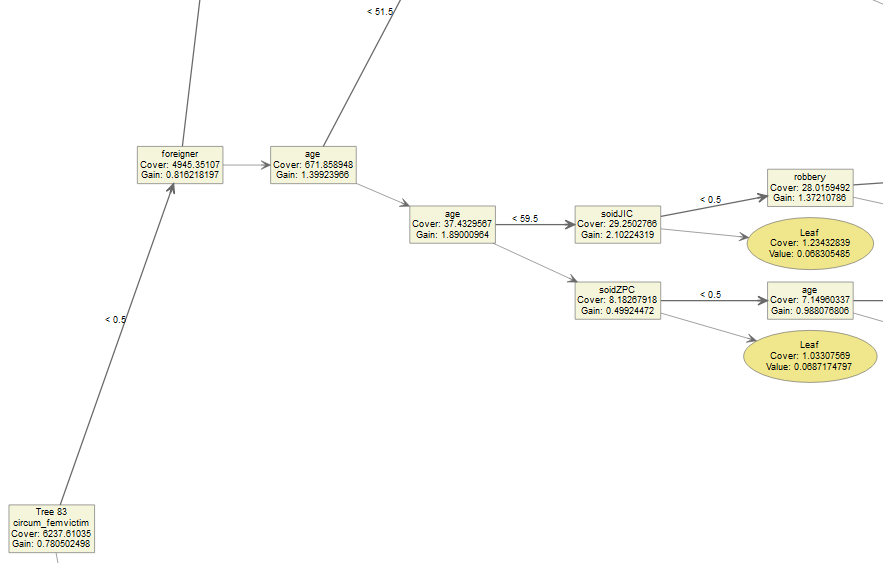 < 51.5
foreigner
Cover: 4945.35107
Gain: 0.816218197
age
Cover: 671.858948
Gain: 1.39923966
age
Cover: 37.4329567
Gain: 1.89000964
< 59.5
soidJIC
Cover: 29.2502766
Gain: 2.10224319
< 0.5
robbery
Cover: 28.0159492
Gain: 1.37210786
Leaf
Cover: 1.23432839
Value: 0.068305485
soidZPC
Cover: 8.18267918
Gain: 0.49924472
< 0.5
age
Cover: 7.14960337
Gain: 0.988076806
Leaf
Cover: 1.03307569
Value: 0.0687174797
< 0.5
Tree 83
circum_femvictim
Cover: 6237.61035
Gain: 0.780502498